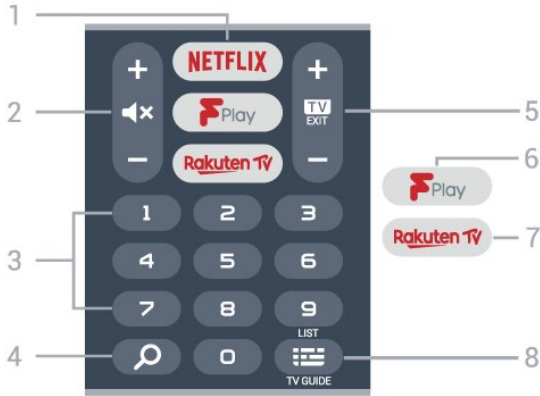 1
+ NETFLIX +
2
F Play
TV
EXIT
5
- Rakuten TV -
6
F Play
1 2 3
Rakuten TV 7
3
4 5 6
7 8 9
LIST
4
0
8
TV GUIDE